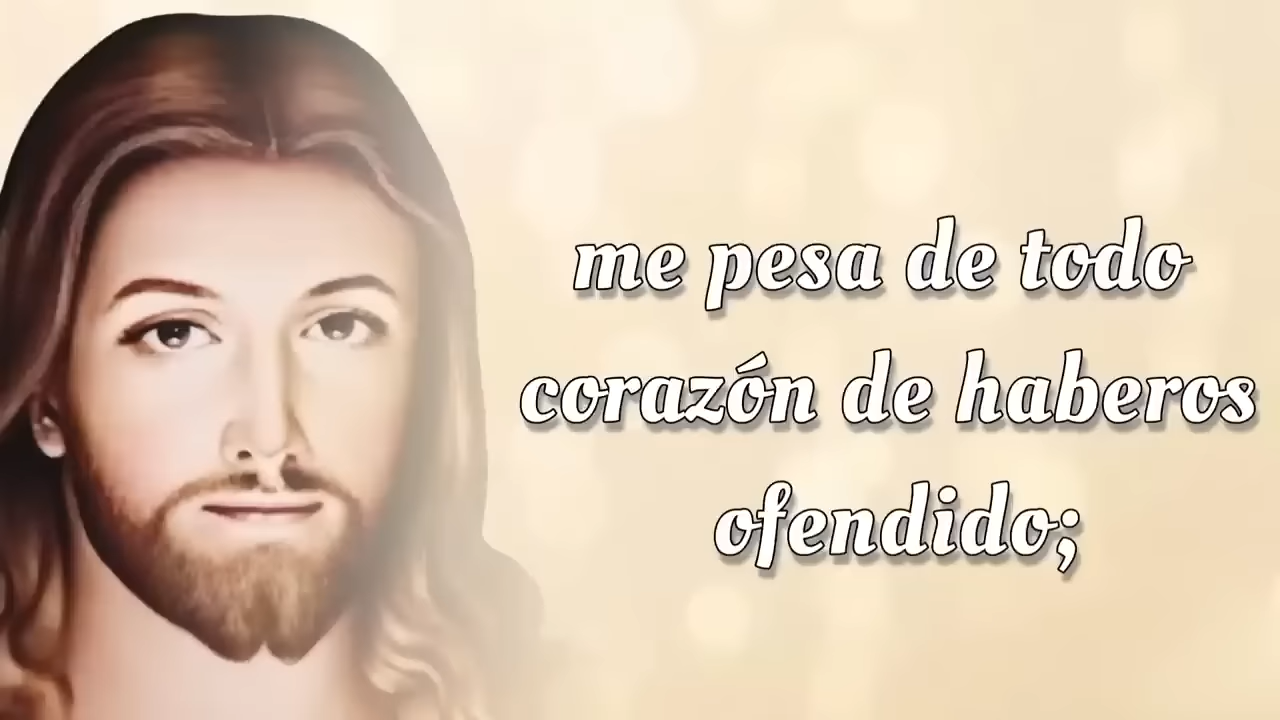 me pesa de todo
corazón de haberos
ofendido;